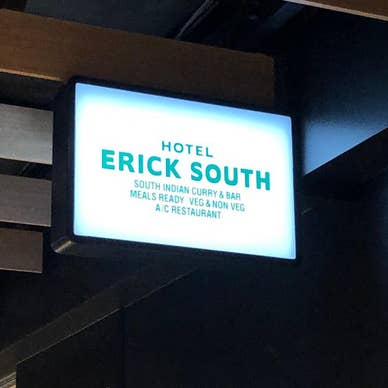 HOTEL
ERICK SOUTH
SOUTH INDIAN CURRY & BAR
MEALS READY VEG & NON VEG
A/C RESTAURANT